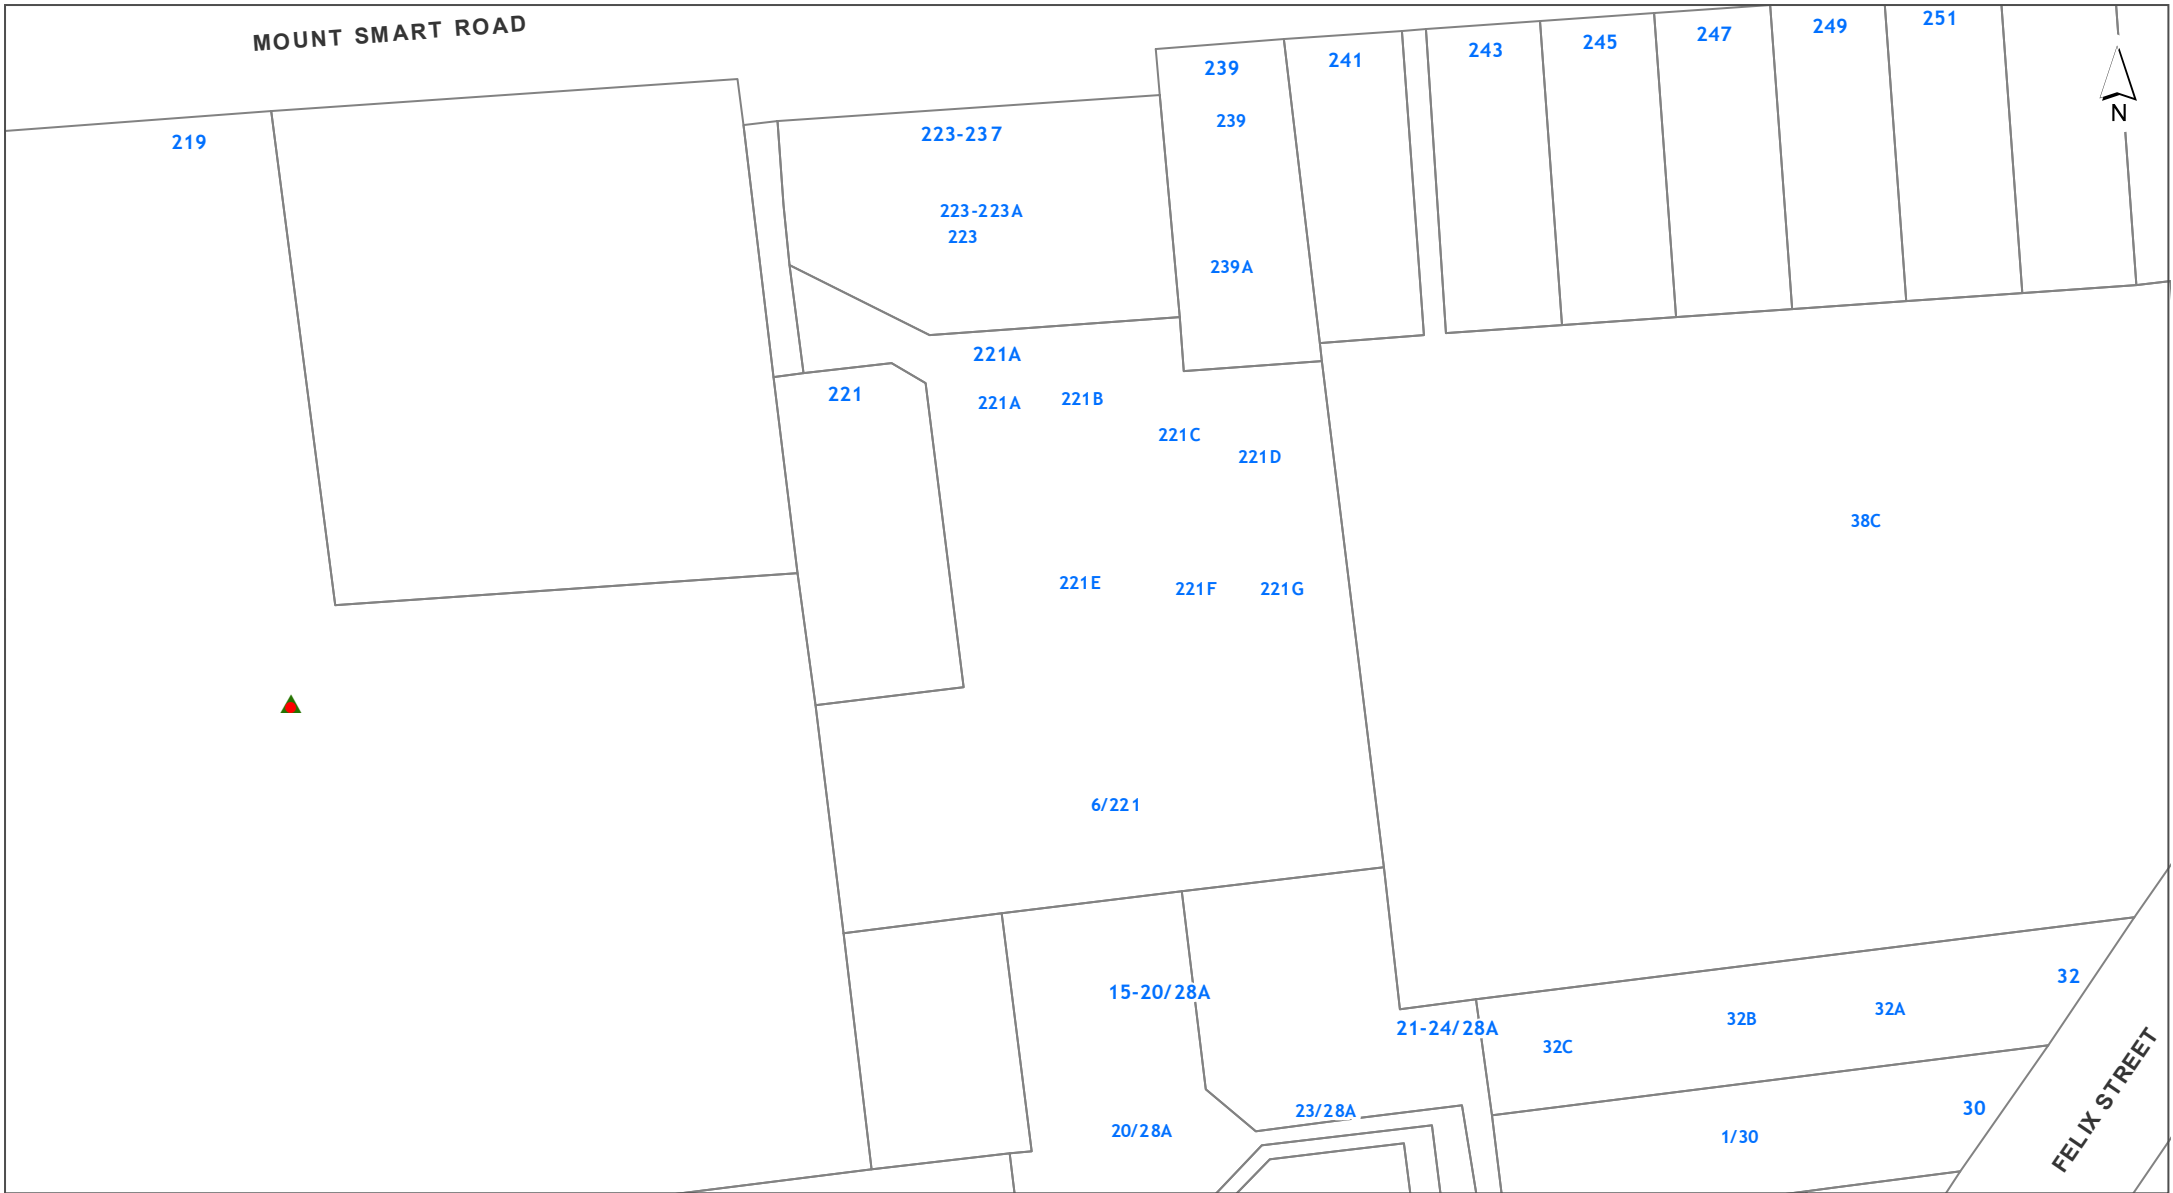 MOUNT SMART ROAD
251
249
247
245
243
241
239
239
239A
N
219
223-237
223-223A
223
221A
221
221A
221B
221C
221D
38C
221E
221F
221G
6/221
15-20/28A
32
32A
32B
21-24/28A
32C
FELIX STREET
30
23/28A
20/28A
1/30